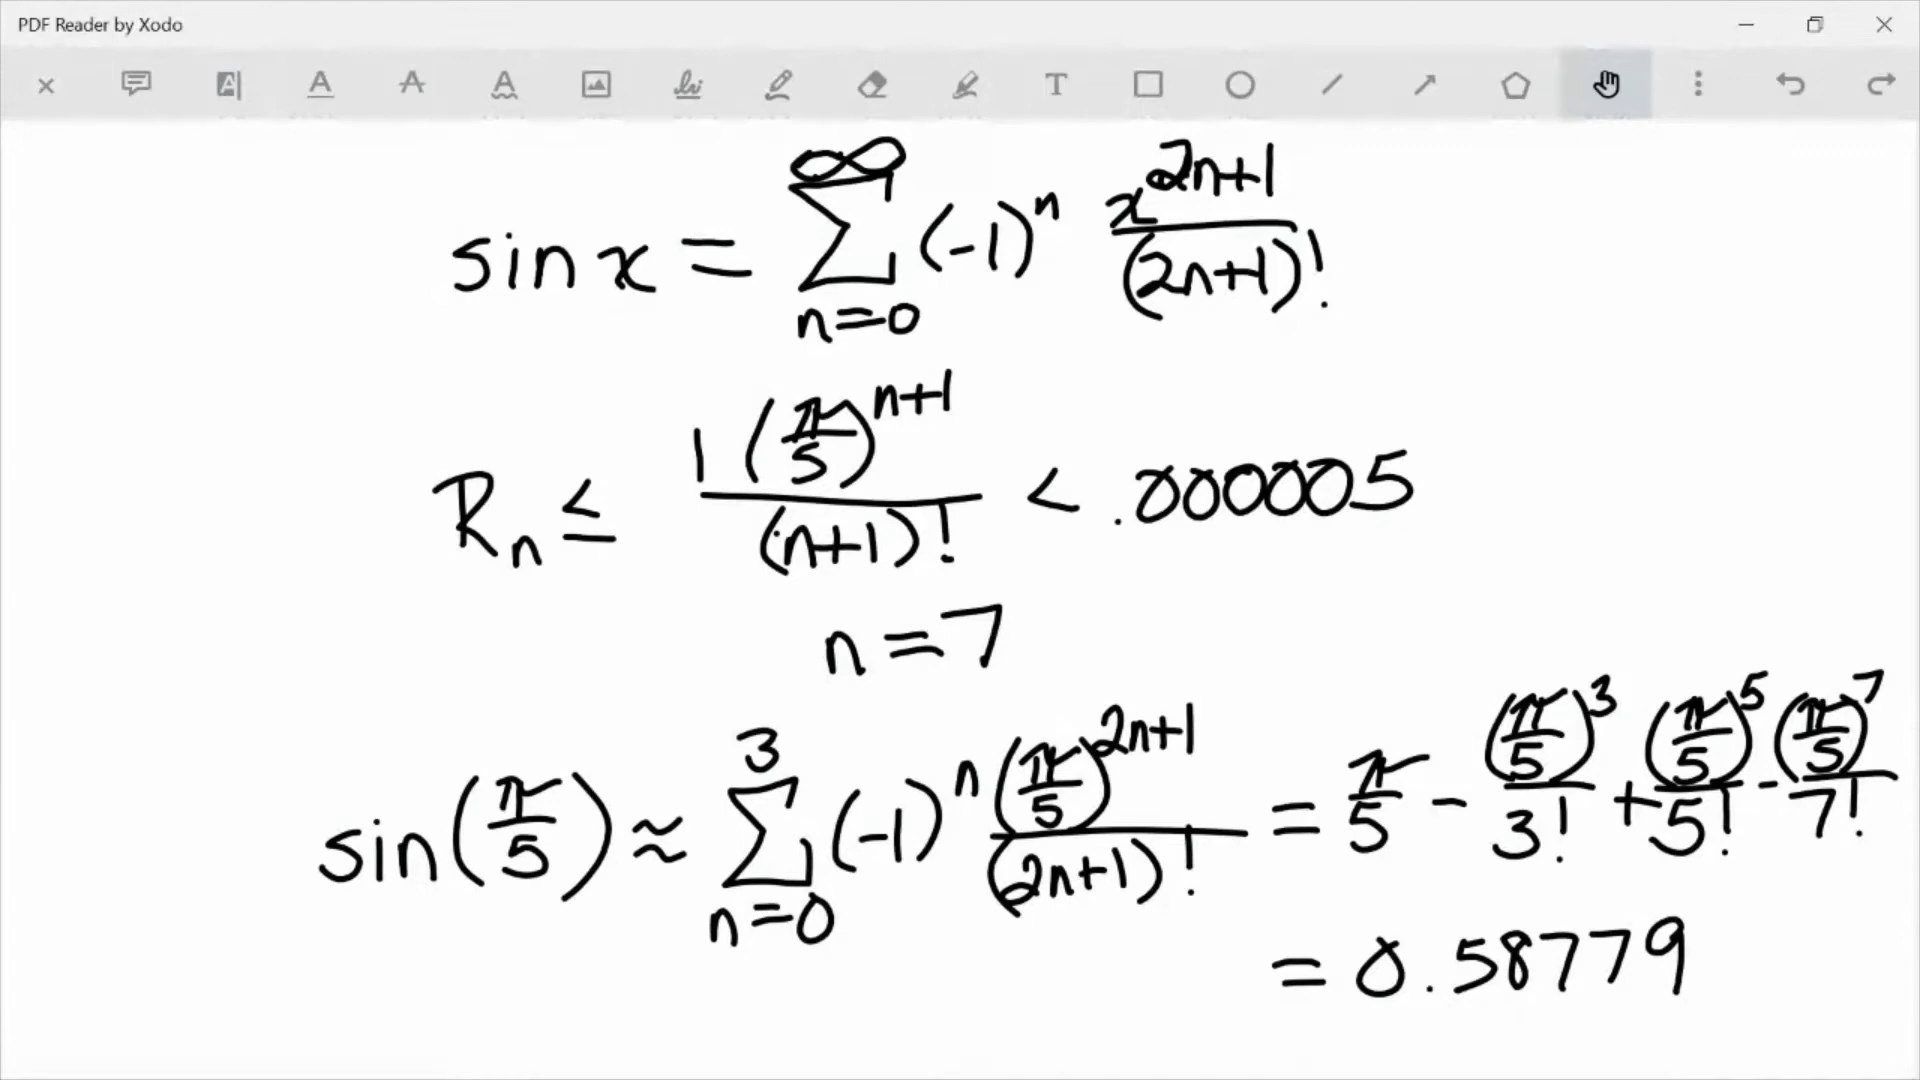 PDF Reader by Xodo
sin x = ∞∑n=0 (-1)^n x^(2n+1)/(2n+1)!
Rn ≤ 1(π/5)^(n+1)/(n+1)! < .000005
n=7
sin(π/5) ≈ 3∑n=0 (-1)^n (π/5)^(2n+1)/(2n+1)! = π/5 - (π/5)^3/3! + (π/5)^5/5! - (π/5)^7/7!
= 0.58779